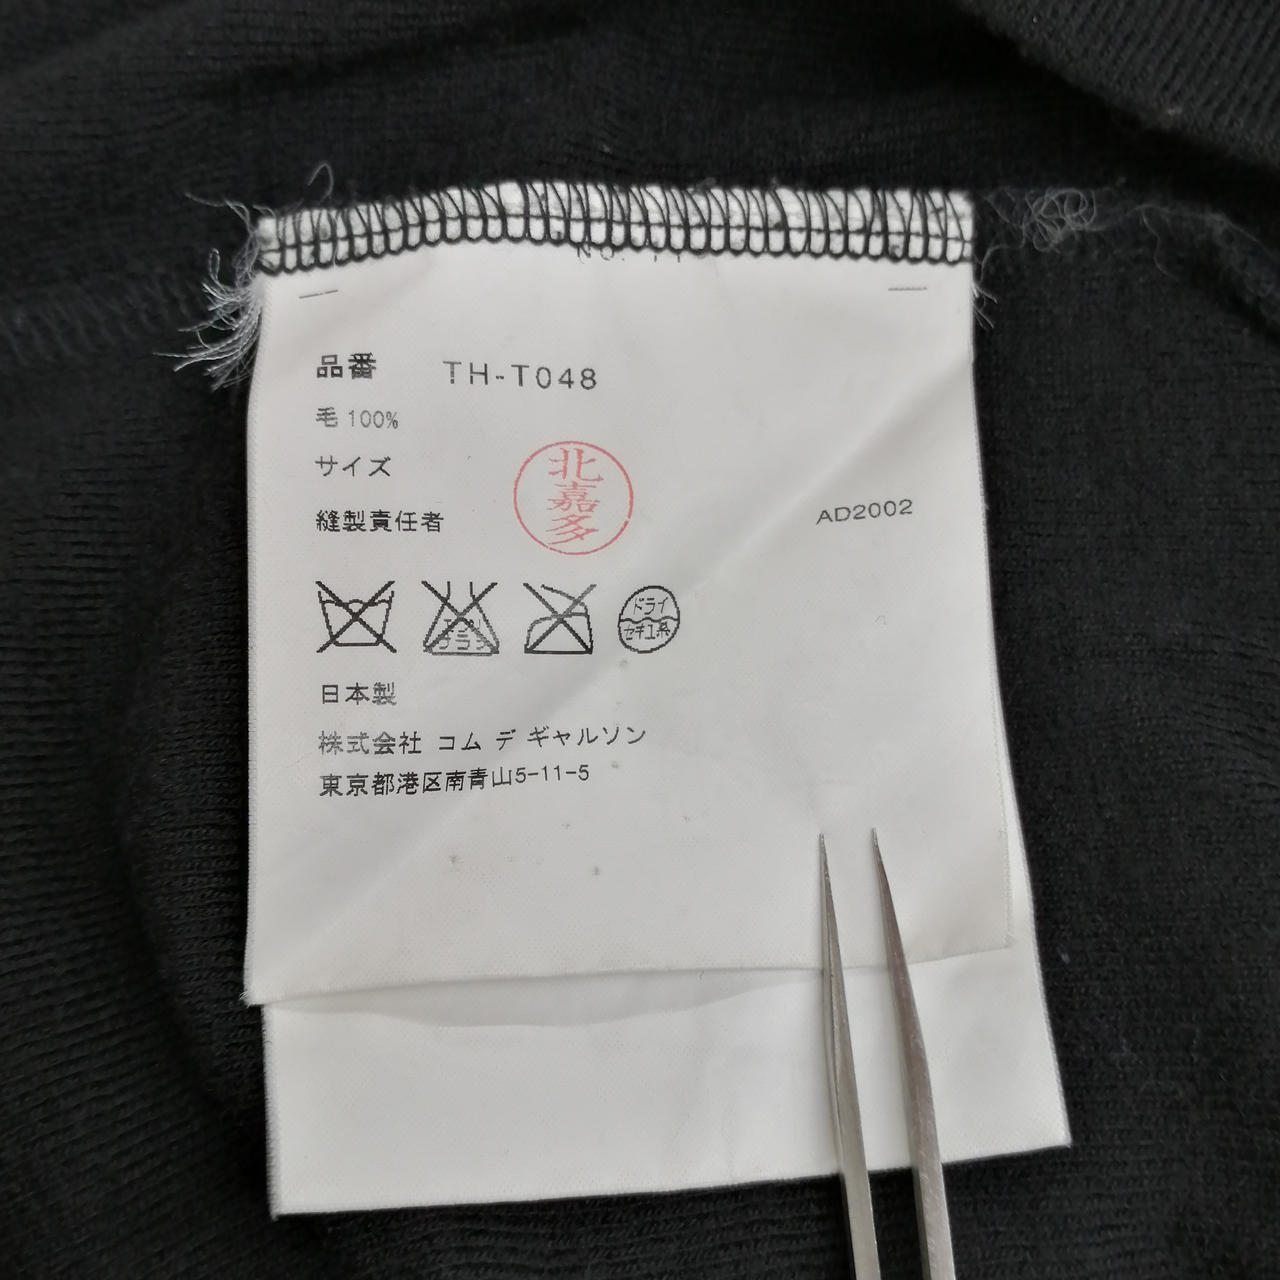 品番 TH-T048
毛 100%
サイズ
縫製責任者
北嘉多
AD2002
ドライ
セキユ系
日本製
株式会社 コム デ ギャルソン
東京都港区南青山5-11-5